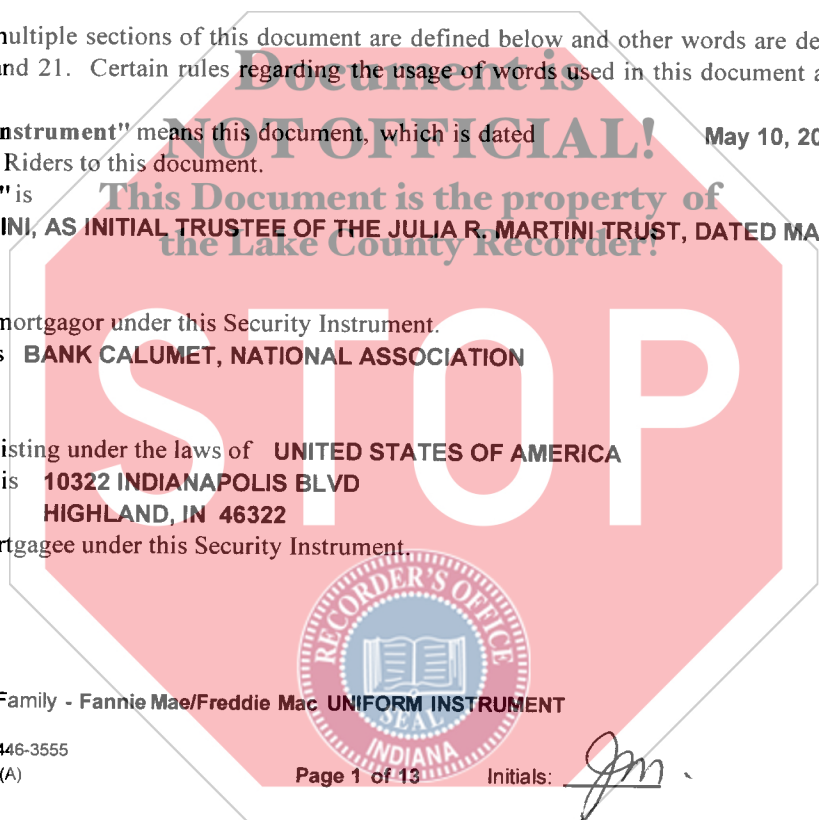 multiple sections of this document are defined below and other words are de
and 21. Certain rules regarding the usage of words used in this document a
Document is
NOT OFFICIAL!
This Document is the property of
the Lake County Recorder!
nstrument" means this document, which is dated May 10, 20
Riders to this document.
" is
INI, AS INITIAL TRUSTEE OF THE JULIA R. MARTINI TRUST, DATED MA
mortgagor under this Security Instrument.
s BANK CALUMET, NATIONAL ASSOCIATION
STOP
isting under the laws of UNITED STATES OF AMERICA
is 10322 INDIANAPOLIS BLVD
HIGHLAND, IN 46322
rtgagee under this Security Instrument.
RECORDER'S OFFICE
SEAL
INDIANA
Family - Fannie Mae/Freddie Mac UNIFORM INSTRUMENT
446-3555
(A)
Page 1 of 13 Initials: JM